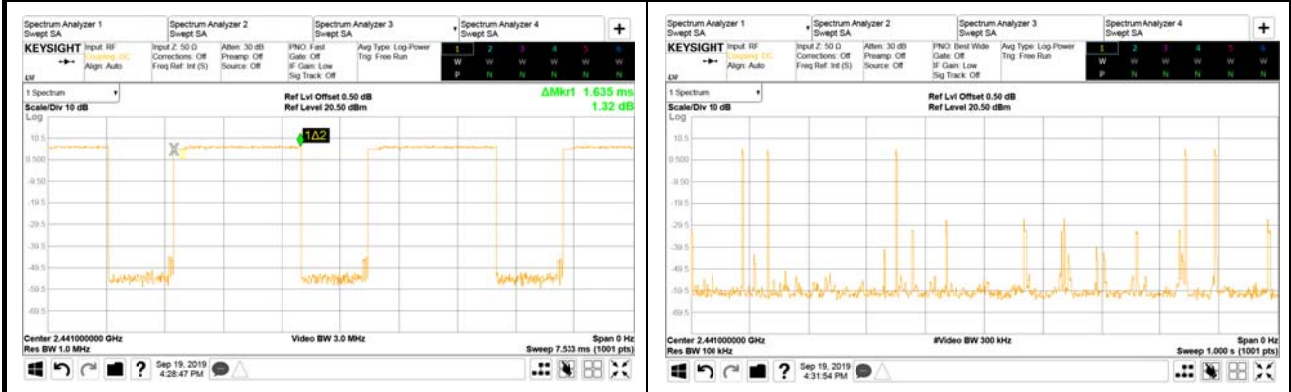 Spectrum Analyzer 1
Swept SA
Spectrum Analyzer 2
Swept SA
Spectrum Analyzer 3
Swept SA
Spectrum Analyzer 4
Swept SA
+
KEYSIGHT
Input: RF
Coupling: DC
Align: Auto
Input Z: 50 Ω
Corrections: Off
Freq Ref: Int (S)
Atten: 30 dB
Preamp: Off
Source: Off
PNO: Fast
Gate: Off
IF Gain: Low
Sig Track: Off
Avg Type: Log-Power
Trig: Free Run
1 2 3 4 5 6
W W W W W W
P N N N N N
1 Spectrum
Scale/Div 10 dB
Log
Ref Lvl Offset 0.50 dB
Ref Level 20.50 dBm
ΔMkr1 1.635 ms
1.32 dB
10.5
0.500
-9.50
-19.5
-29.5
-39.5
-49.5
-59.5
-69.5
X
1Δ2
Center 2.441000000 GHz
Res BW 1.0 MHz
Video BW 3.0 MHz
Span 0 Hz
Sweep 7.533 ms (1001 pts)
?
Sep 19, 2019
4:28:47 PM
Spectrum Analyzer 1
Swept SA
Spectrum Analyzer 2
Swept SA
Spectrum Analyzer 3
Swept SA
Spectrum Analyzer 4
Swept SA
+
KEYSIGHT
Input: RF
Coupling: DC
Align: Auto
Input Z: 50 Ω
Corrections: Off
Freq Ref: Int (S)
Atten: 30 dB
Preamp: Off
Source: Off
PNO: Best Wide
Gate: Off
IF Gain: Low
Sig Track: Off
Avg Type: Log-Power
Trig: Free Run
1 2 3 4 5 6
W W W W W W
P N N N N N
1 Spectrum
Scale/Div 10 dB
Log
Ref Lvl Offset 0.50 dB
Ref Level 20.50 dBm
10.5
0.500
-9.50
-19.5
-29.5
-39.5
-49.5
-59.5
-69.5
Center 2.441000000 GHz
Res BW 100 kHz
#Video BW 300 kHz
Span 0 Hz
Sweep 1.000 s (1001 pts)
?
Sep 19, 2019
4:31:54 PM